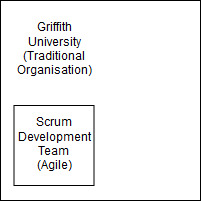 Griffith
University
(Traditional
Organisation)
Scrum
Development
Team
(Agile)